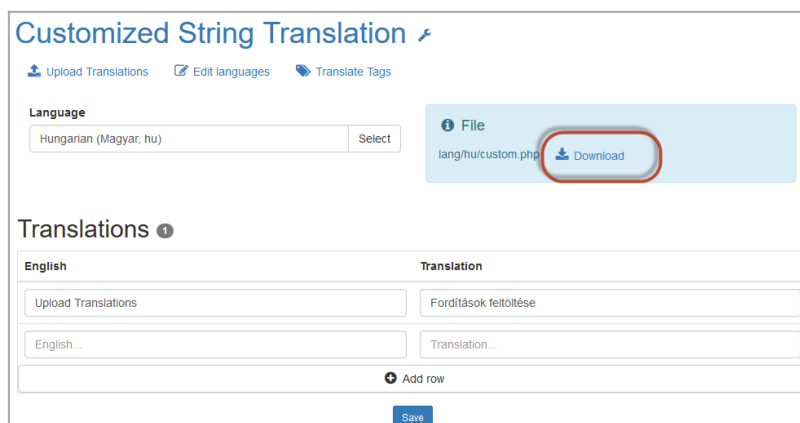 Customized String Translation
Upload Translations Edit languages Translate Tags
Language
Hungarian (Magyar, hu) Select
File
lang/hu/custom.php Download
Translations 1
English Translation
Upload Translations Fordítások feltöltése
English... Translation...
Add row
Save